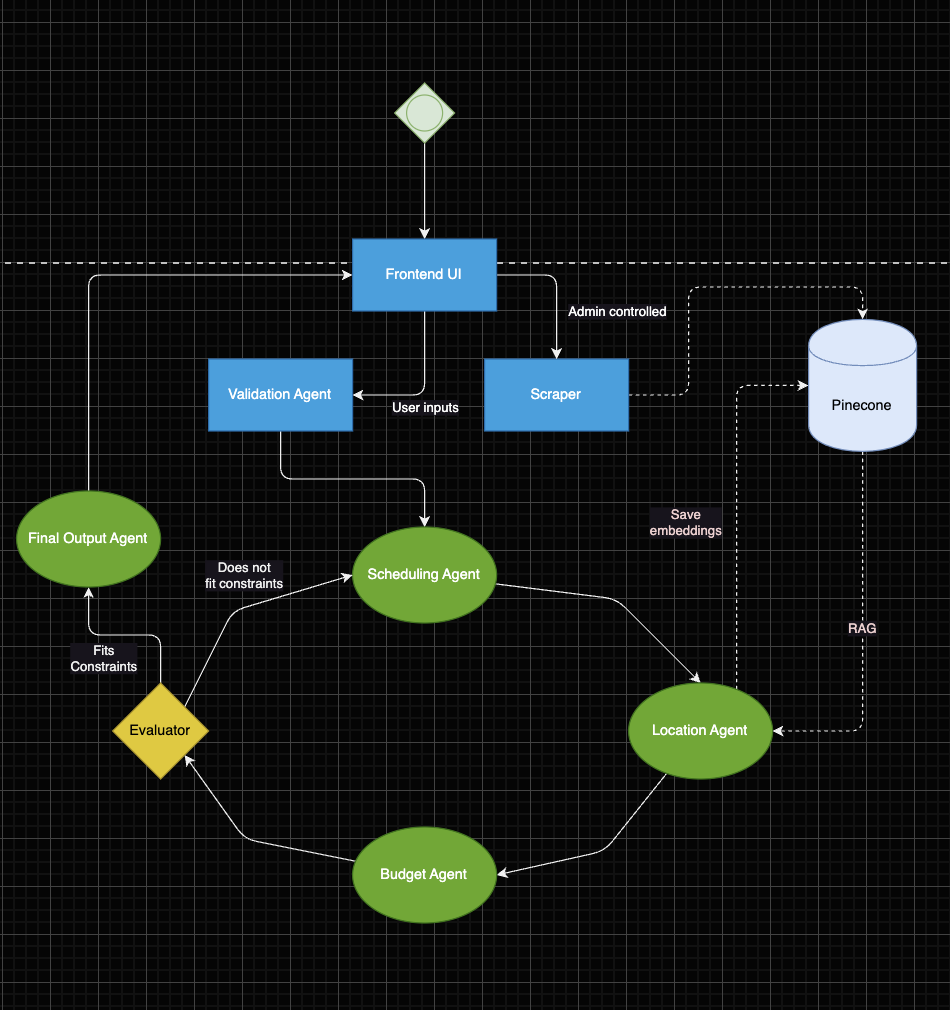 Frontend UI
Admin controlled
Validation Agent
User inputs
Scraper
Pinecone
Save
embeddings
Final Output Agent
Does not
fit constraints
Scheduling Agent
RAG
Fits
Constraints
Evaluator
Location Agent
Budget Agent